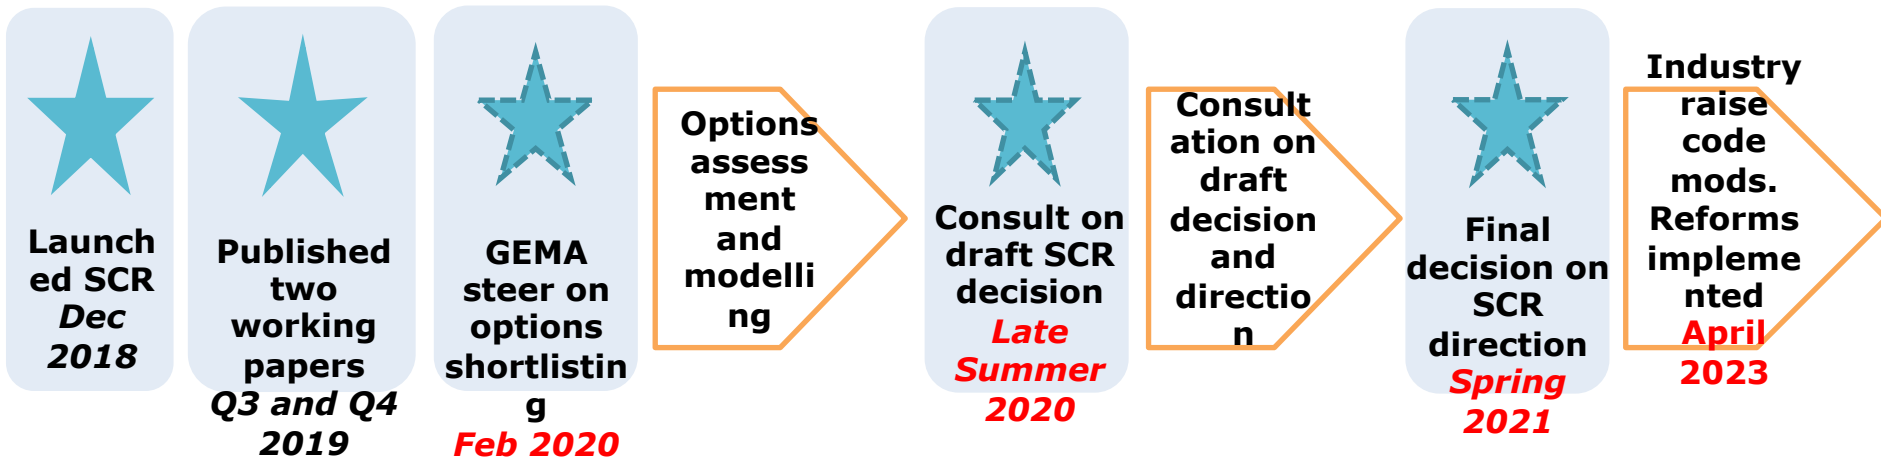 Launch
ed SCR
Dec
2018
Published
two
working
papers
Q3 and Q4
2019
GEMA
steer on
options
shortlistin
g
Feb 2020
Options
assess
ment
and
modelli
ng
Consult on
draft SCR
decision
Late
Summer
2020
Consult
ation on
draft
decision
and
directio
n
Final
decision on
SCR
direction
Spring
2021
Industry
raise
code
mods.
Reforms
impleme
nted
April
2023